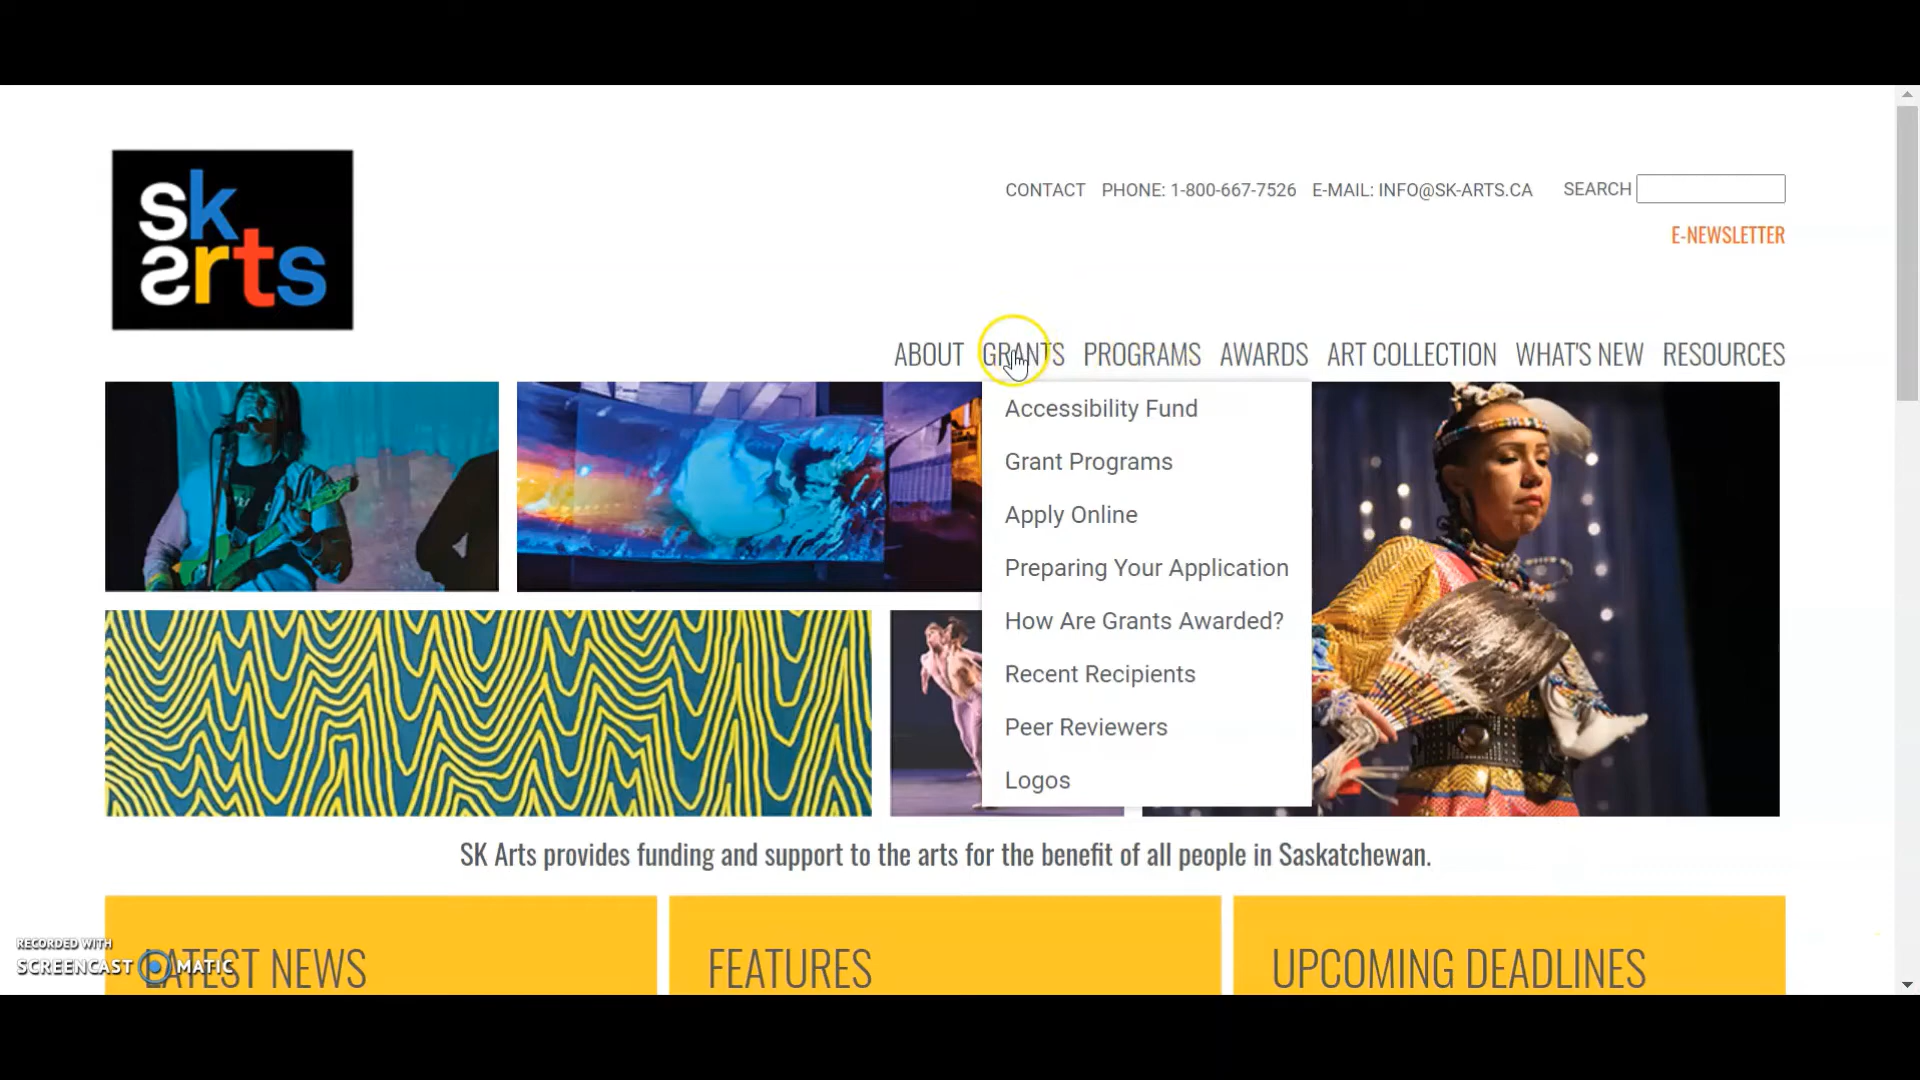 sk
arts
CONTACT PHONE: 1-800-667-7526 E-MAIL: INFO@SK-ARTS.CA SEARCH
E-NEWSLETTER
ABOUT GRANTS PROGRAMS AWARDS ART COLLECTION WHAT'S NEW RESOURCES
Accessibility Fund
Grant Programs
Apply Online
Preparing Your Application
How Are Grants Awarded?
Recent Recipients
Peer Reviewers
Logos
SK Arts provides funding and support to the arts for the benefit of all people in Saskatchewan.
LATEST NEWS FEATURES UPCOMING DEADLINES
RECORDED WITH
SCREENCAST MATIC